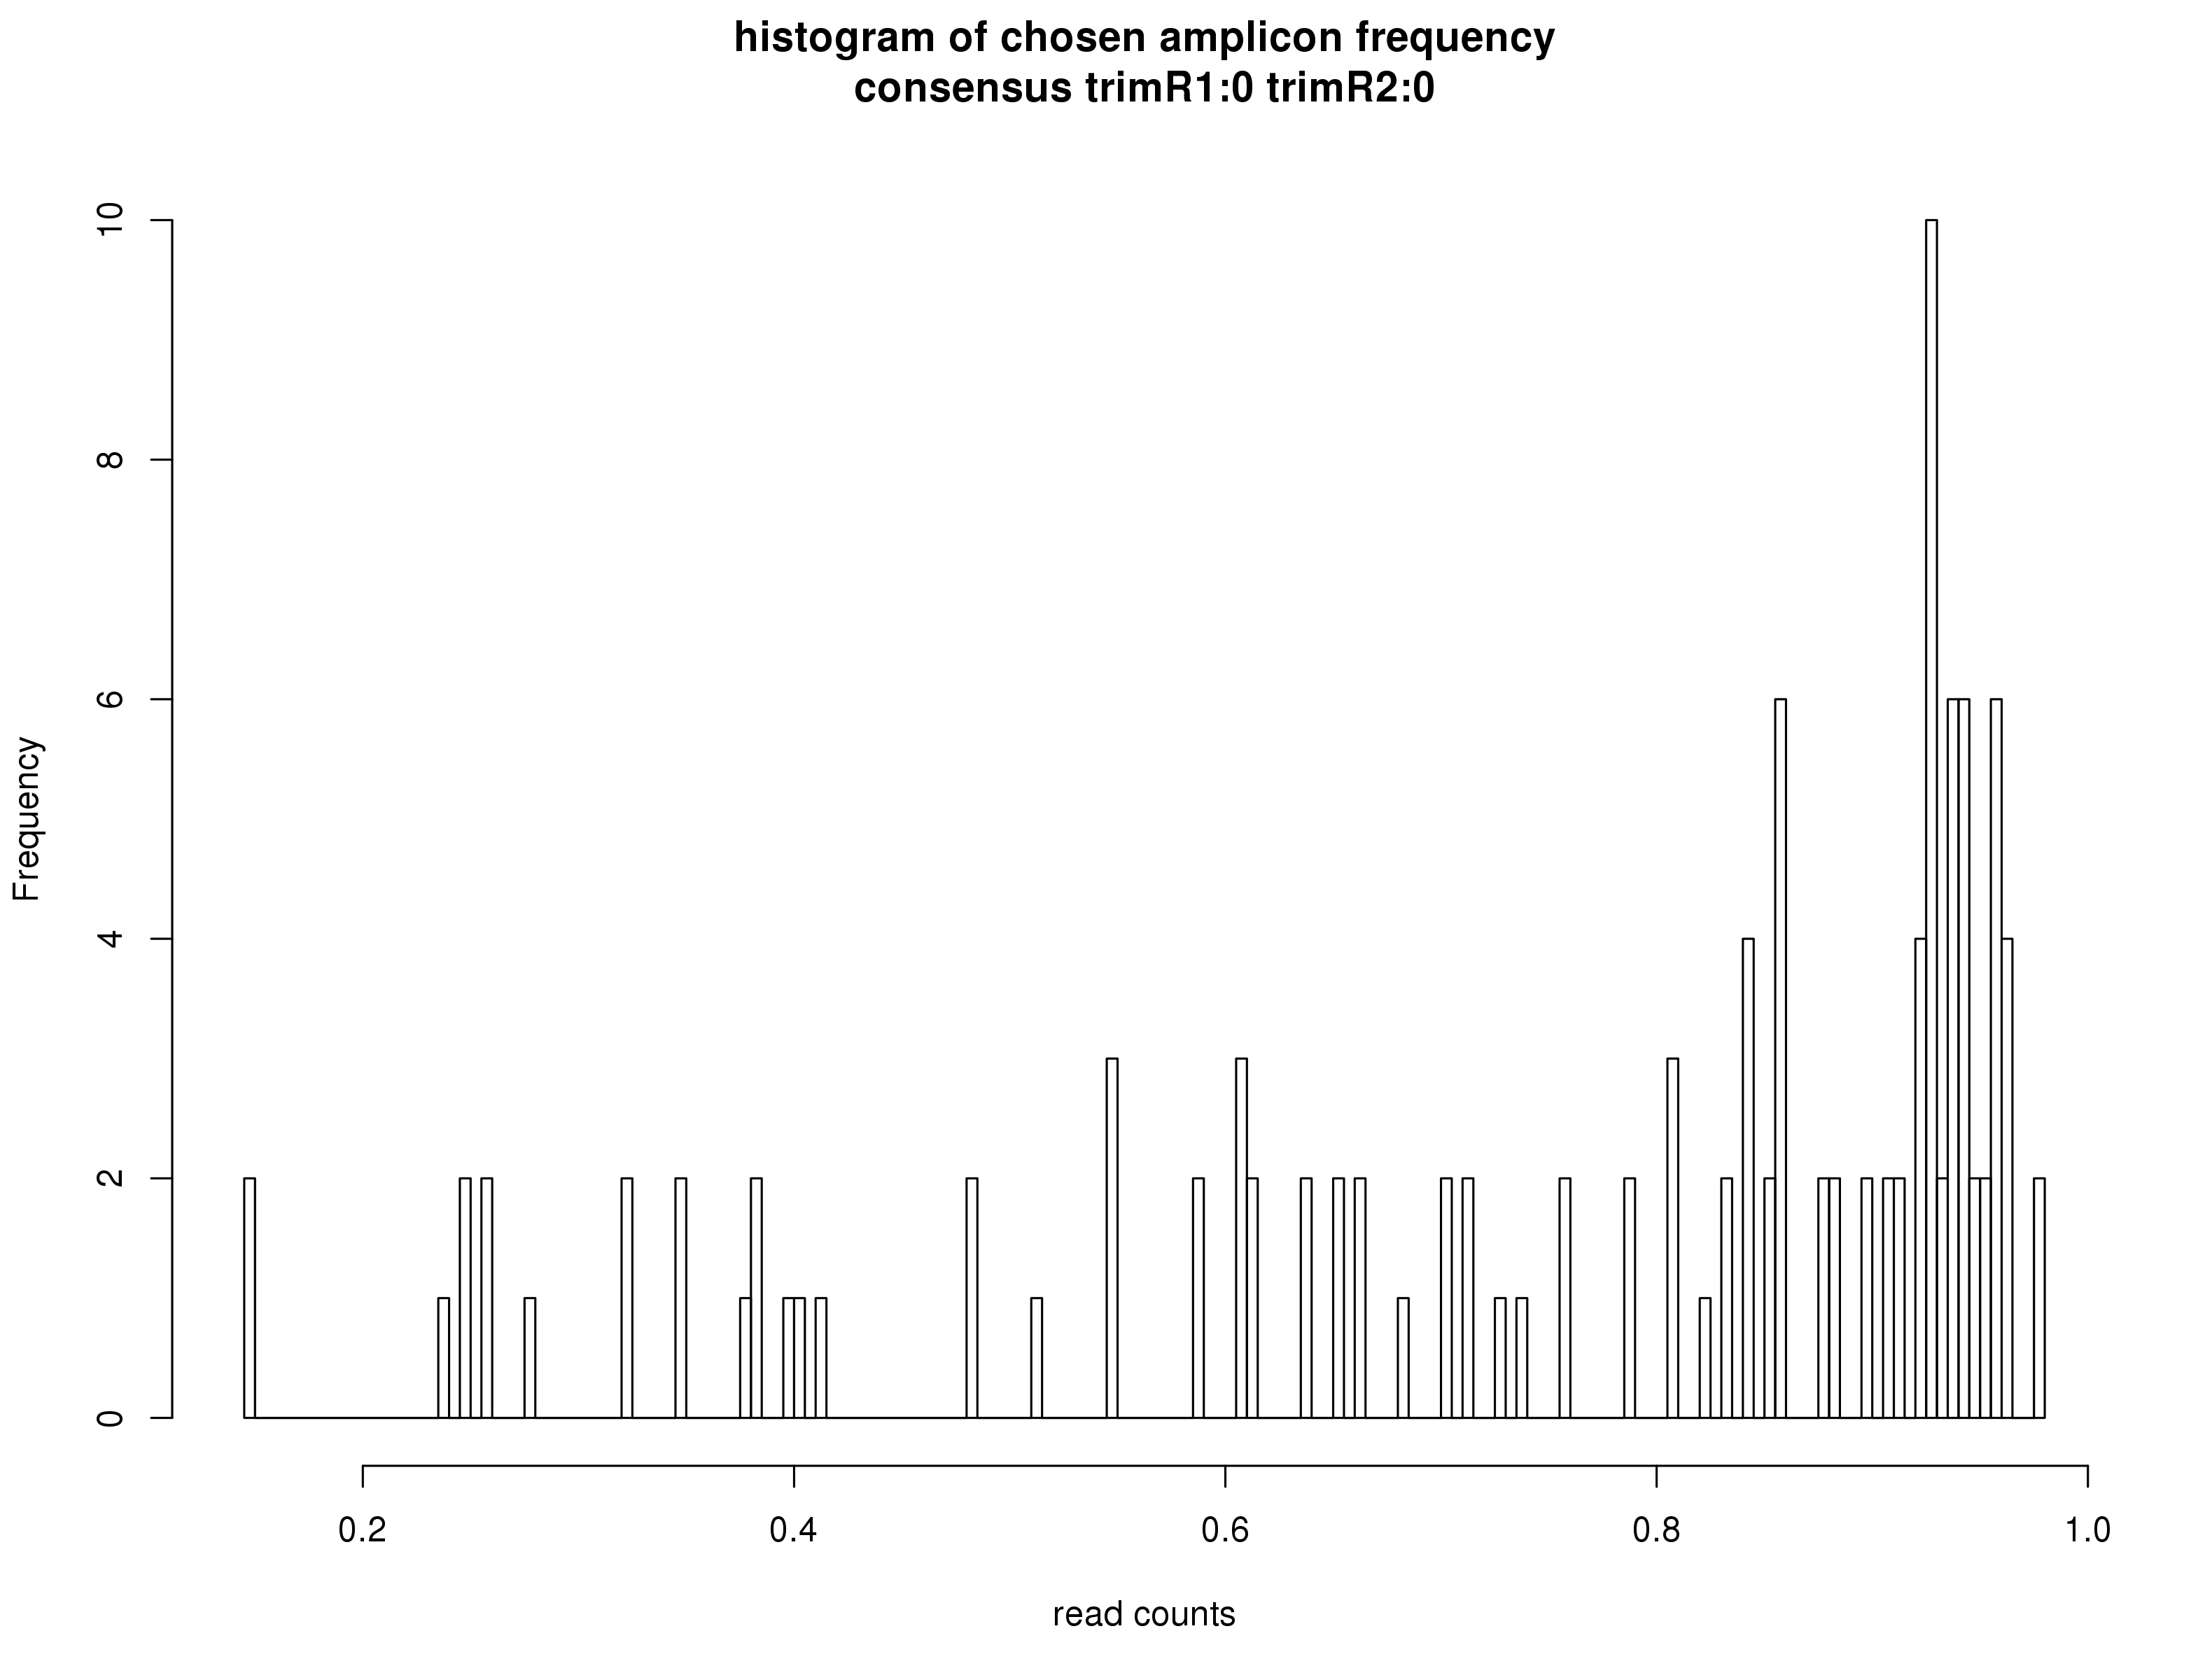 histogram of chosen amplicon frequency
consensus trimR1:0 trimR2:0
10
8
6
4
2
0
Frequency
0.2 0.4 0.6 0.8 1.0
read counts